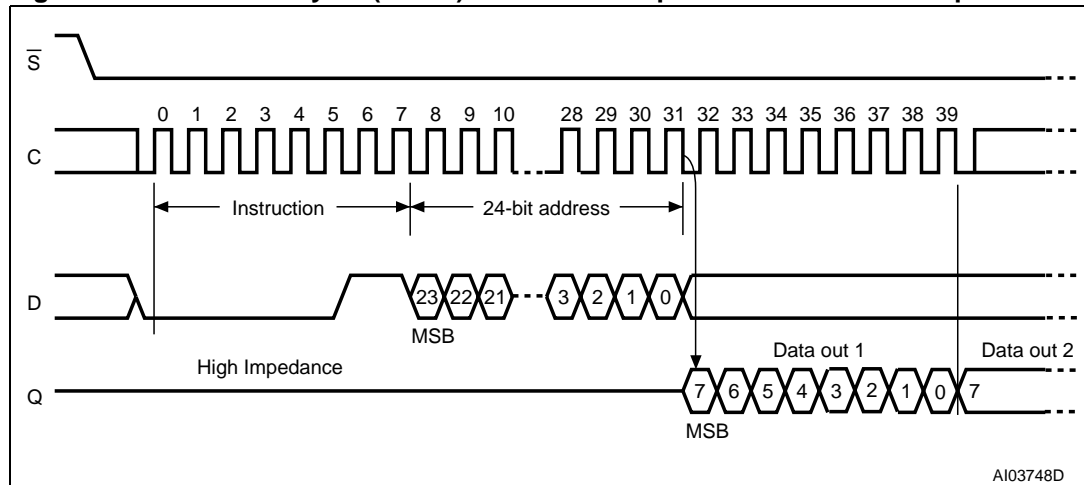 S
0 1 2 3 4 5 6 7 8 9 10 28 29 30 31 32 33 34 35 36 37 38 39
C
Instruction 24-bit address
D 23 22 21 3 2 1 0
MSB
High Impedance Data out 1 Data out 2
Q 7 6 5 4 3 2 1 0 7
MSB
AI03748D